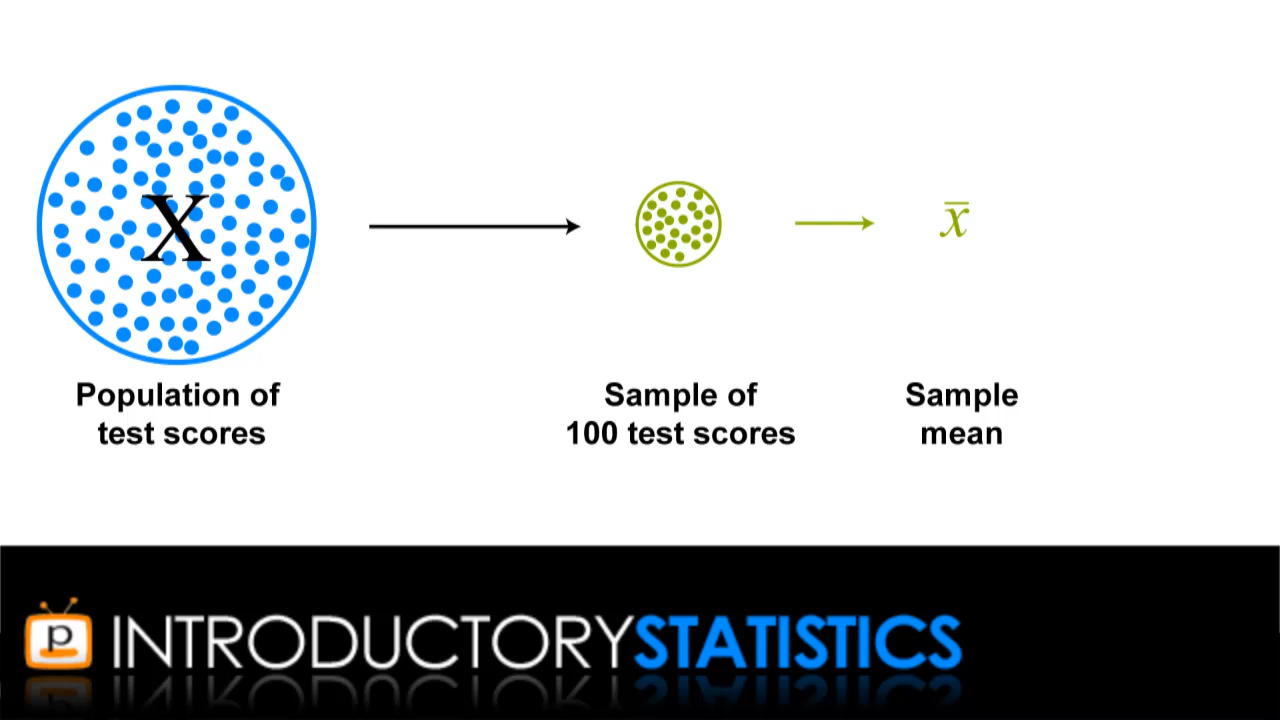 X
x̅
Population of
test scores
Sample of
100 test scores
Sample
mean
p INTRODUCTORYSTATISTICS